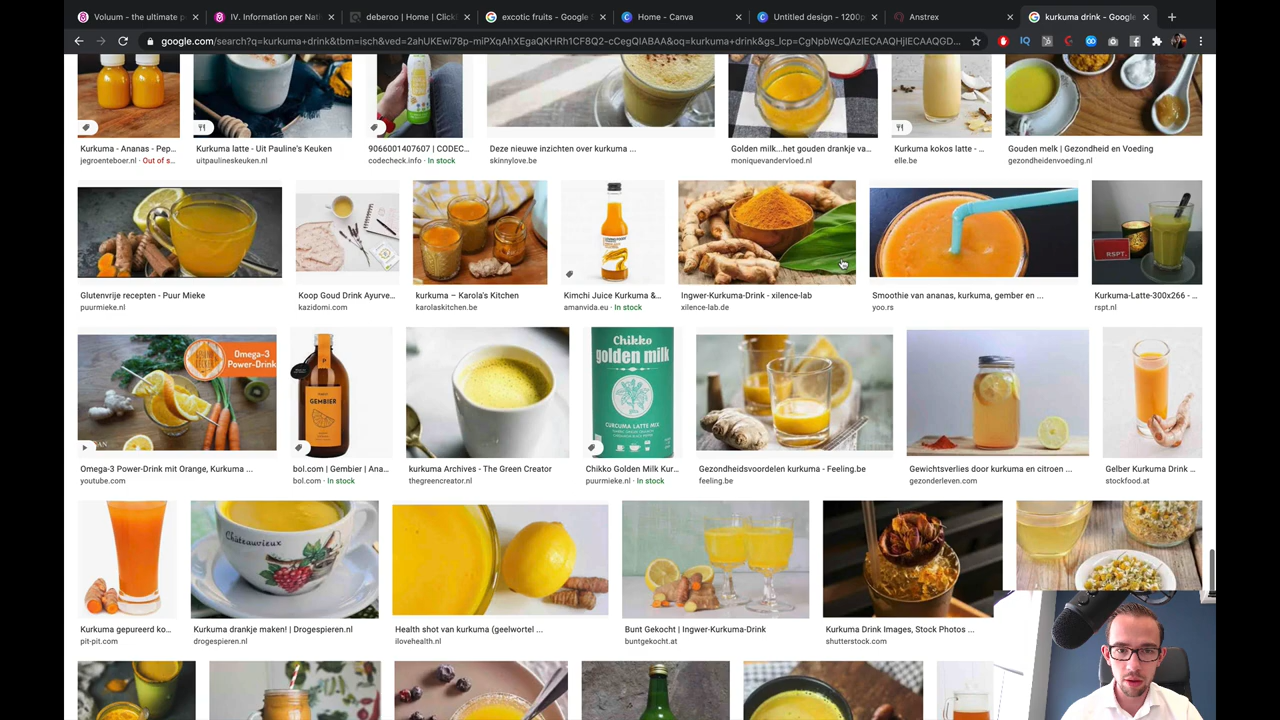 Voluum - the ultimate p
IV. Information per Nati
deberoo | Home | Click
excotic fruits - Google
Home - Canva
Untitled design - 1200p
Anstrex
kurkuma drink - Google
google.com/search?q=kurkuma+drink&tbm=isch&ved=2ahUKEwi78p-miPXqAhXEgaQKHRh1CF8Q2-cCegQIABAA&oq=kurkuma+drink&gs_lcp=CgNpbWcQAzIECAAQHjIECAAQGD...
Kurkuma - Ananas - Pep...
jegroenteboer.nl · Out of s...
Kurkuma latte - Uit Pauline's Keuken
uitpaulineskeuken.nl
9066001407607 | CODEC...
codecheck.info · In stock
Deze nieuwe inzichten over kurkuma ...
skinnylove.be
Golden milk...het gouden drankje va...
moniquevandervloed.nl
Kurkuma kokos latte - ...
elle.be
Gouden melk | Gezondheid en Voeding
gezondheidenvoeding.nl
RSPT.
Glutenvrije recepten - Puur Mieke
puurmieke.nl
Koop Goud Drink Ayurve...
kazidomi.com
kurkuma – Karola's Kitchen
karolaskitchen.be
Kimchi Juice Kurkuma &...
amanvida.eu · In stock
Ingwer-Kurkuma-Drink - xilence-lab
xilence-lab.de
Smoothie van ananas, kurkuma, gember en ...
yoo.rs
Kurkuma-Latte-300x266 - ...
rspt.nl
Omega-3
Power-Drink
GEMBIER
Chikko
golden milk
CURCUMA LATTE MIX
Omega-3 Power-Drink mit Orange, Kurkuma ...
youtube.com
bol.com | Gembier | Ana...
bol.com · In stock
kurkuma Archives - The Green Creator
thegreencreator.nl
Chikko Golden Milk Kur...
puurmieke.nl · In stock
Gezondheidsvoordelen kurkuma - Feeling.be
feeling.be
Gewichtsverlies door kurkuma en citroen ...
gezonderleven.com
Gelber Kurkuma Drink ...
stockfood.at
Châteauvieux
Kurkuma gepureerd ko...
pit-pit.com
Kurkuma drankje maken! | Drogespieren.nl
drogespieren.nl
Health shot van kurkuma (geelwortel ...
ilovehealth.nl
Bunt Gekocht | Ingwer-Kurkuma-Drink
buntgekocht.at
Kurkuma Drink Images, Stock Photos ...
shutterstock.com